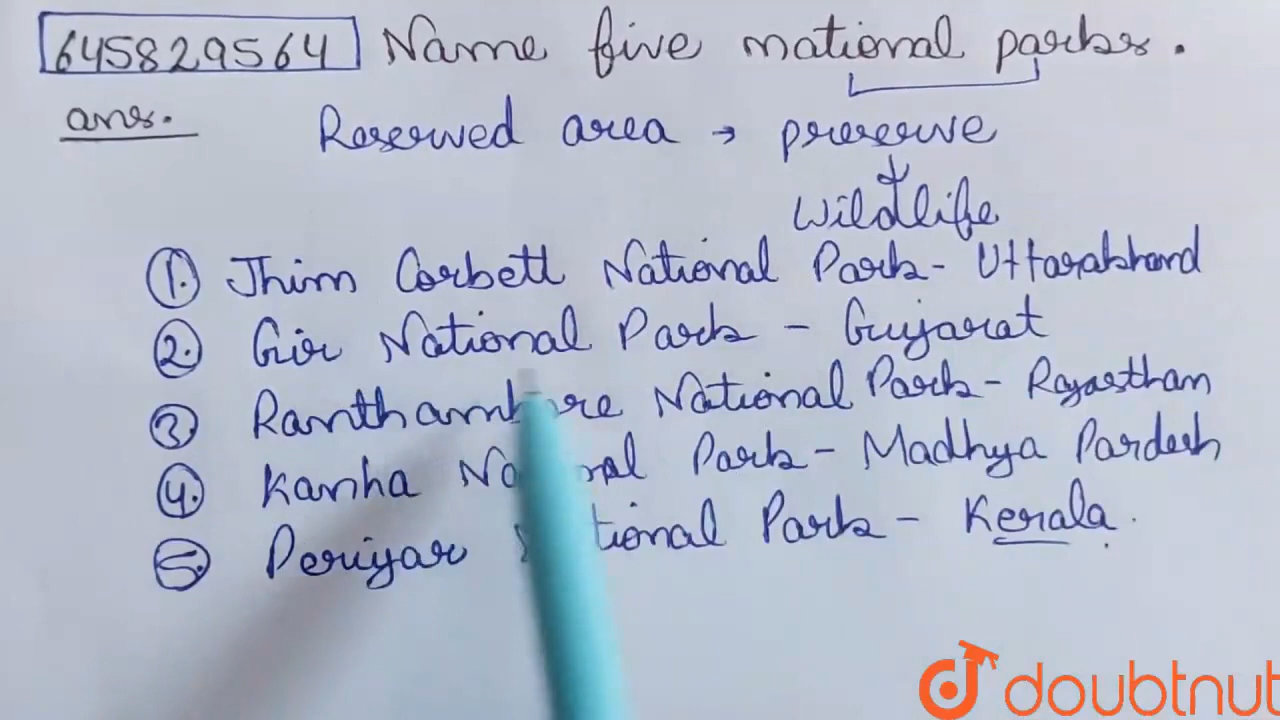 645829564 Name five national parks.
ans. Reserved area → preserve
Wildlife
1. Jhim Corbett National Park - Uttarakhand
2. Gir National Park - Gujarat
3. Ranthambore National Park - Rajasthan
4. Kanha National Park - Madhya Pardesh
5. Periyar National Park - Kerala.
doubtnut